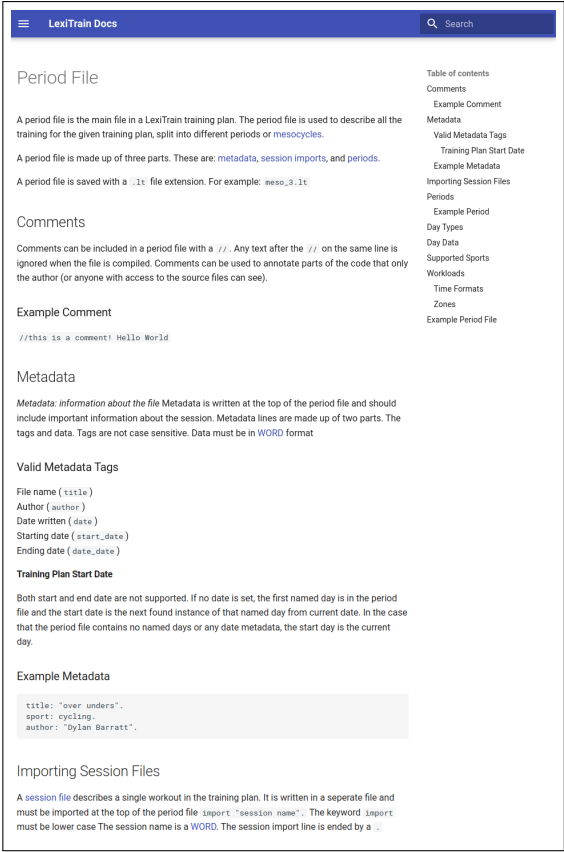 LexiTrain Docs
Search
Period File
A period file is the main file in a LexiTrain training plan. The period file is used to describe all the
training for the given training plan, split into different periods or mesocycles.
A period file is made up of three parts. These are: metadata, session imports, and periods.
A period file is saved with a .lt file extension. For example: meso_3.lt
Comments
Comments can be included in a period file with a //. Any text after the // on the same line is
ignored when the file is compiled. Comments can be used to annotate parts of the code that only
the author (or anyone with access to the source files can see).
Example Comment
//this is a comment! Hello World
Metadata
Metadata: information about the file Metadata is written at the top of the period file and should
include important information about the session. Metadata lines are made up of two parts. The
tags and data. Tags are not case sensitive. Data must be in WORD format
Valid Metadata Tags
File name ( title )
Author ( author )
Date written ( date )
Starting date ( start_date )
Ending date ( date_date )
Training Plan Start Date
Both start and end date are not supported. If no date is set, the first named day is in the period
file and the start date is the next found instance of that named day from current date. In the case
that the period file contains no named days or any date metadata, the start day is the current
day.
Example Metadata
title: "over unders".
sport: cycling.
author: "Dylan Barratt".
Importing Session Files
A session file describes a single workout in the training plan. It is written in a seperate file and
must be imported at the top of the period file import "session name". The keyword import
must be lower case The session name is a WORD. The session import line is ended by a .
Table of contents
Comments
Example Comment
Metadata
Valid Metadata Tags
Training Plan Start Date
Example Metadata
Importing Session Files
Periods
Example Period
Day Types
Day Data
Supported Sports
Workloads
Time Formats
Zones
Example Period File